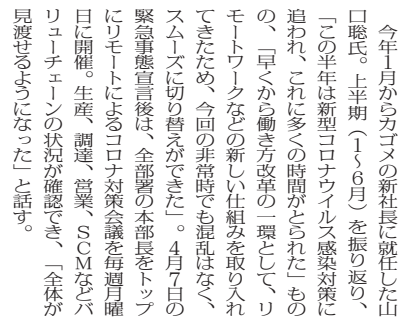 今年1月からカゴメの新社長に就任した山
口聡氏。上半期（1～6月）を振り返り、
「この半年は新型コロナウイルス感染対策に
追われ、これに多くの時間がとられた」もの
の、「早くから働き方改革の一環として、リ
モートワークなどの新しい仕組みを取り入れ
てきたため、今回の非常時でも混乱はなく、
スムーズに切り替えができた」。4月7日の
緊急事態宣言後は、全部署の本部長をトップ
にリモートによるコロナ対策会議を毎週月曜
日に開催。生産、調達、営業、SCMなどバ
リューチェーンの状況が確認でき、「全体が
見渡せるようになった」と話す。